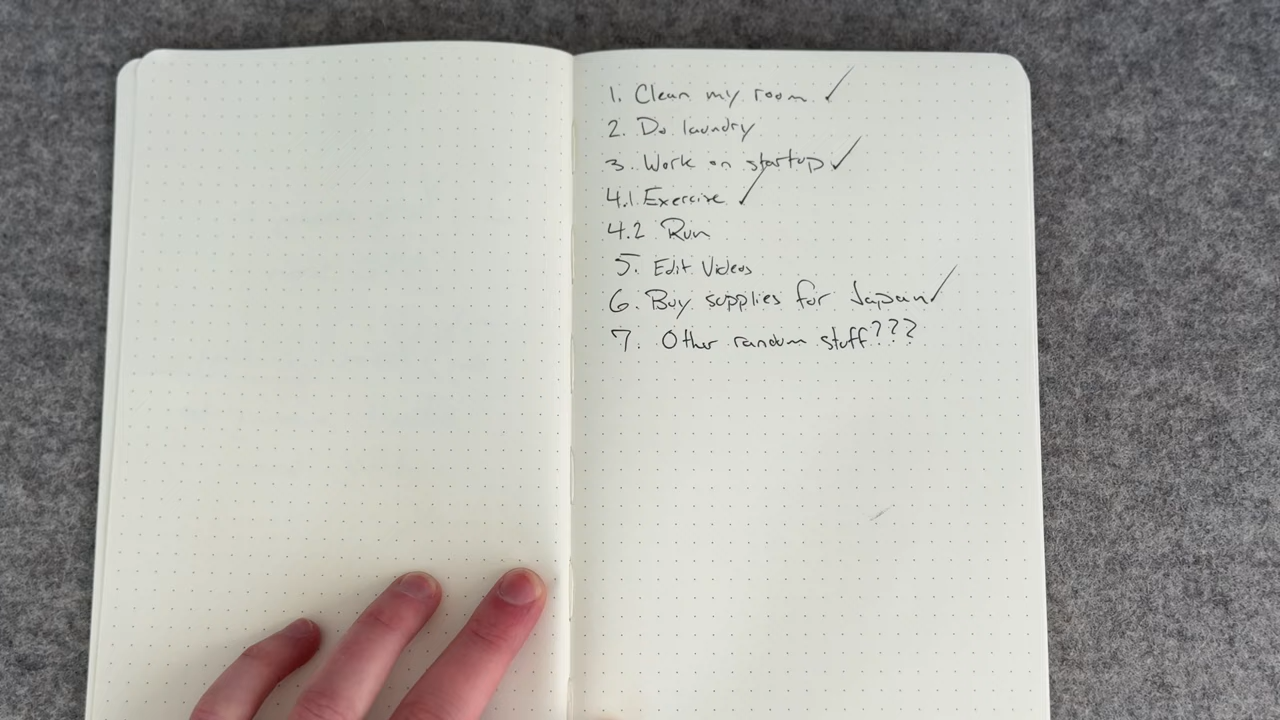 1. Clean my room ✓
2. Do laundry
3. Work on startup ✓
4.1. Exercise ✓
4.2 Run
5. Edit Videos
6. Buy supplies for Japan ✓
7. Other random stuff???